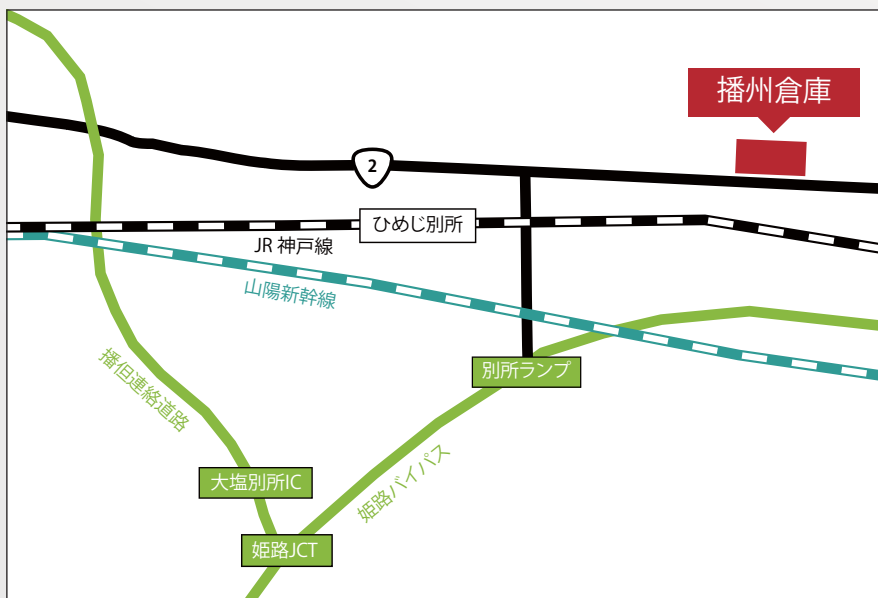 播州倉庫
2
ひめじ別所
JR 神戸線
山陽新幹線
播但連絡道路
別所ランプ
姫路バイパス
大塩別所IC
姫路JCT